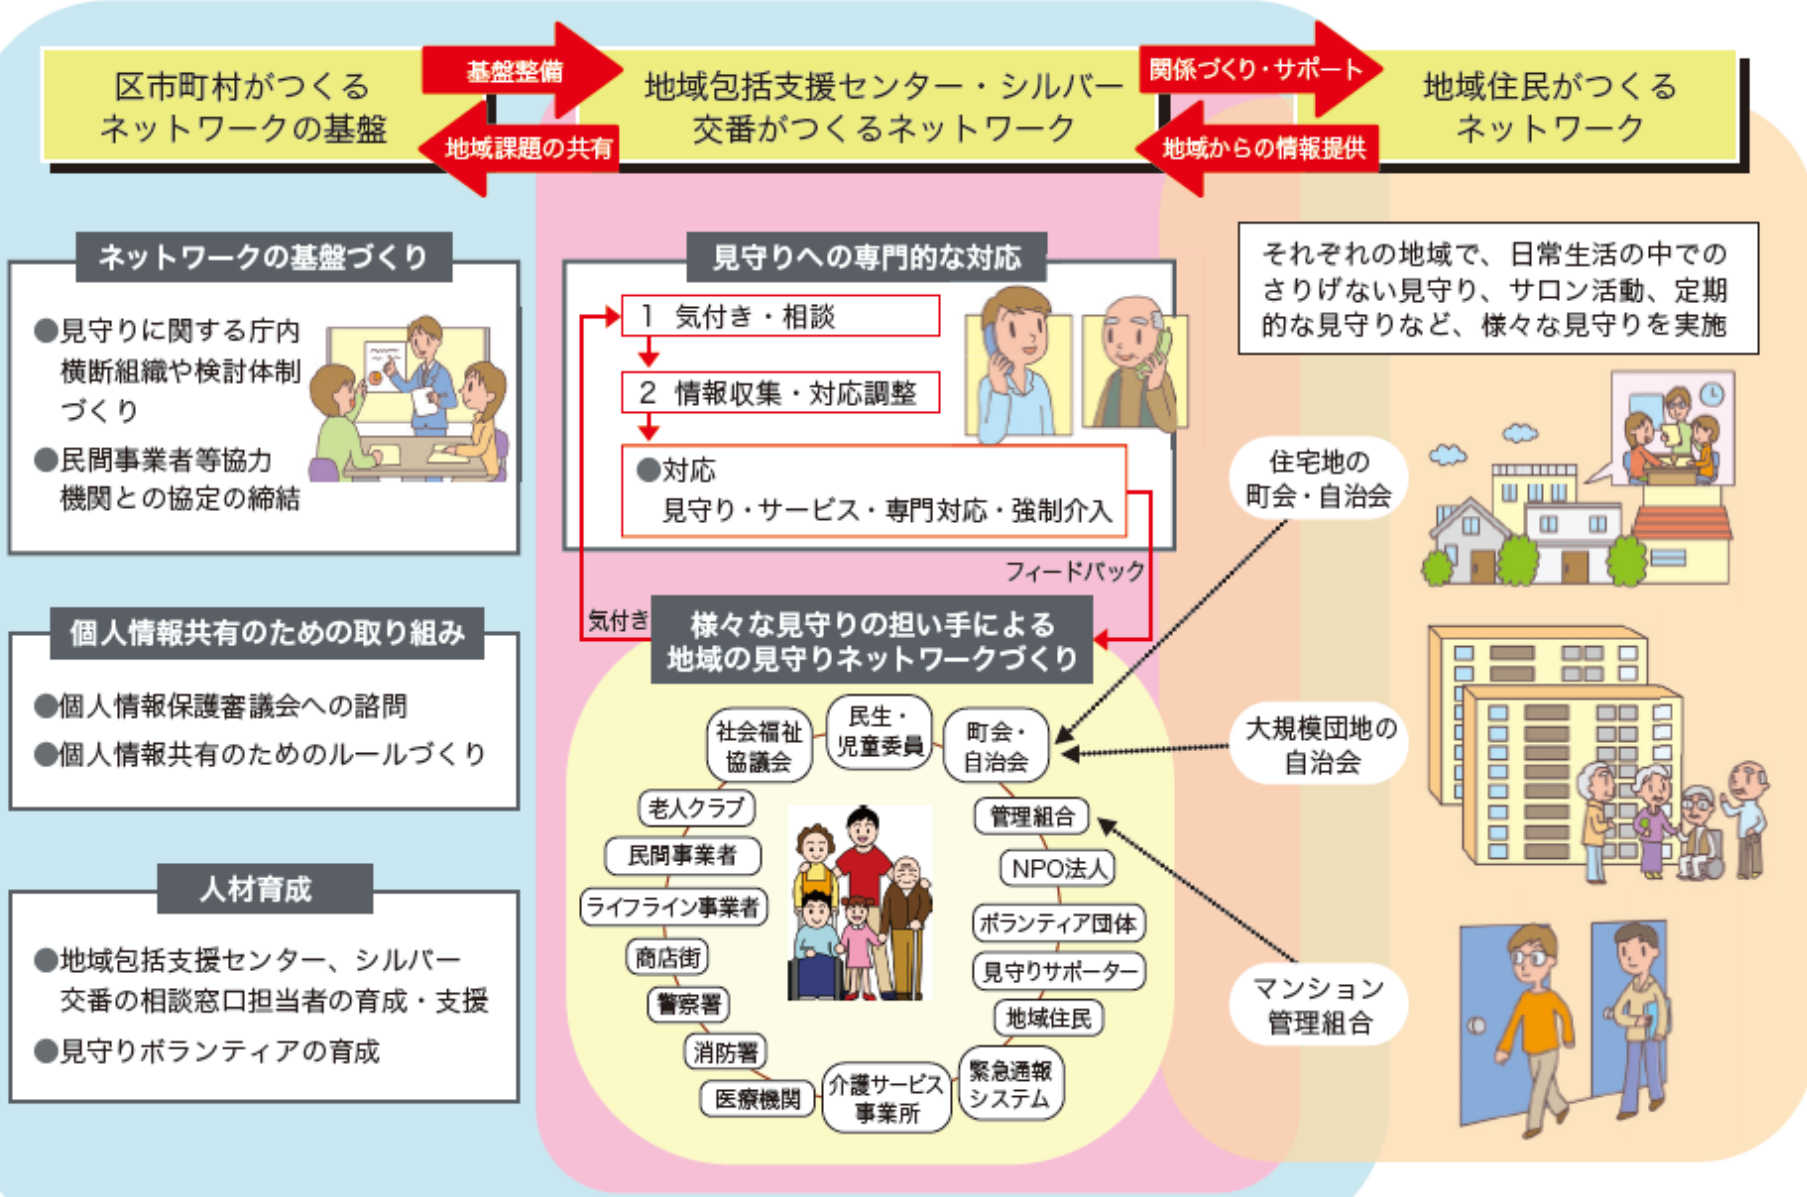 区市町村がつくる
ネットワークの基盤
基盤整備
地域課題の共有
地域包括支援センター・シルバー
交番がつくるネットワーク
関係づくり・サポート
地域からの情報提供
地域住民がつくる
ネットワーク
ネットワークの基盤づくり
●見守りに関する庁内
横断組織や検討体制
づくり
●民間事業者等協力
機関との協定の締結
個人情報共有のための取り組み
●個人情報保護審議会への諮問
●個人情報共有のためのルールづくり
人材育成
●地域包括支援センター、シルバー
交番の相談窓口担当者の育成・支援
●見守りボランティアの育成
見守りへの専門的な対応
1 気付き・相談
2 情報収集・対応調整
●対応
見守り・サービス・専門対応・強制介入
フィードバック
気付き
様々な見守りの担い手による
地域の見守りネットワークづくり
社会福祉
協議会
民生・
児童委員
町会・
自治会
老人クラブ
管理組合
民間事業者
NPO法人
ライフライン事業者
ボランティア団体
商店街
見守りサポーター
警察署
地域住民
消防署
緊急通報
システム
医療機関
介護サービス
事業所
それぞれの地域で、日常生活の中での
さりげない見守り、サロン活動、定期
的な見守りなど、様々な見守りを実施
住宅地の
町会・自治会
大規模団地の
自治会
マンション
管理組合